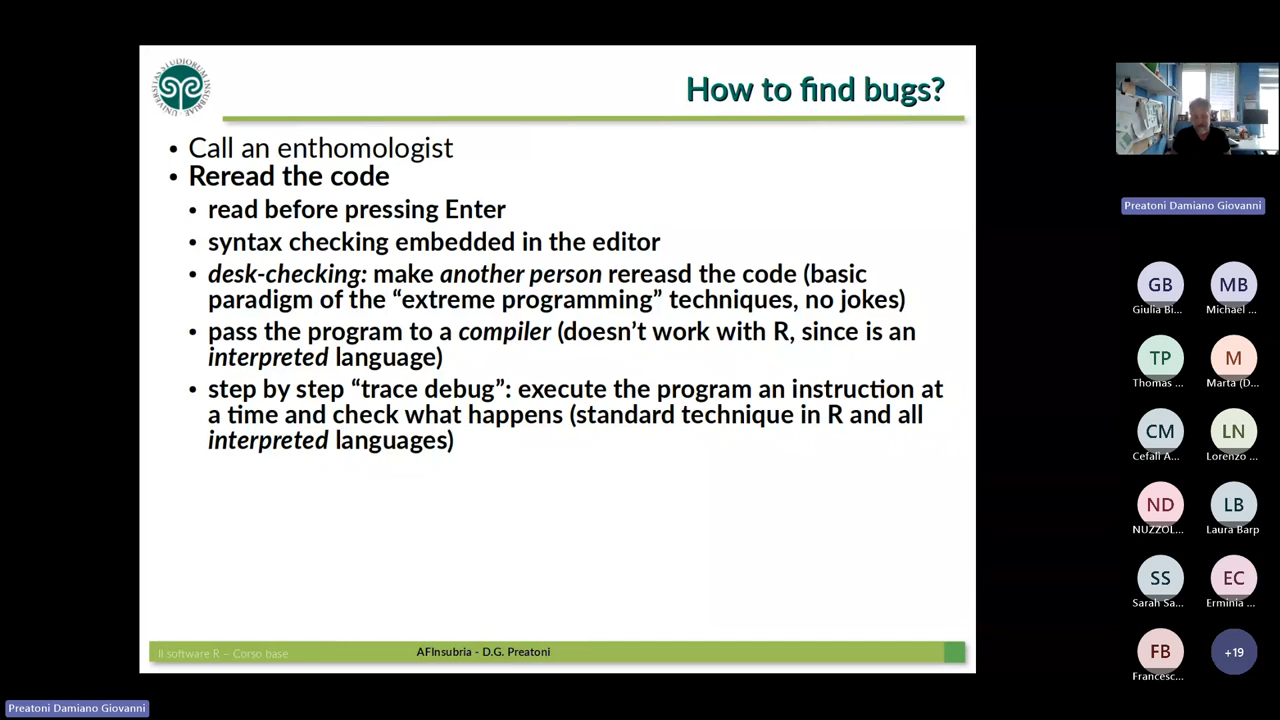 How to find bugs?
• Call an enthomologist
• Reread the code
• read before pressing Enter
• syntax checking embedded in the editor
• desk-checking: make another person rereasd the code (basic
paradigm of the “extreme programming” techniques, no jokes)
• pass the program to a compiler (doesn’t work with R, since is an
interpreted language)
• step by step “trace debug”: execute the program an instruction at
a time and check what happens (standard technique in R and all
interpreted languages)
Il software R – Corso base
AFInsubria - D.G. Preatoni
Preatoni Damiano Giovanni
Preatoni Damiano Giovanni
GB MB
Giulia Bi... Michael ...
TP M
Thomas ... Marta (D...
CM LN
Cefalì A... Lorenzo ...
ND LB
NUZZOL... Laura Barp
SS EC
Sarah Sa... Erminia ...
FB +19
Francesc...